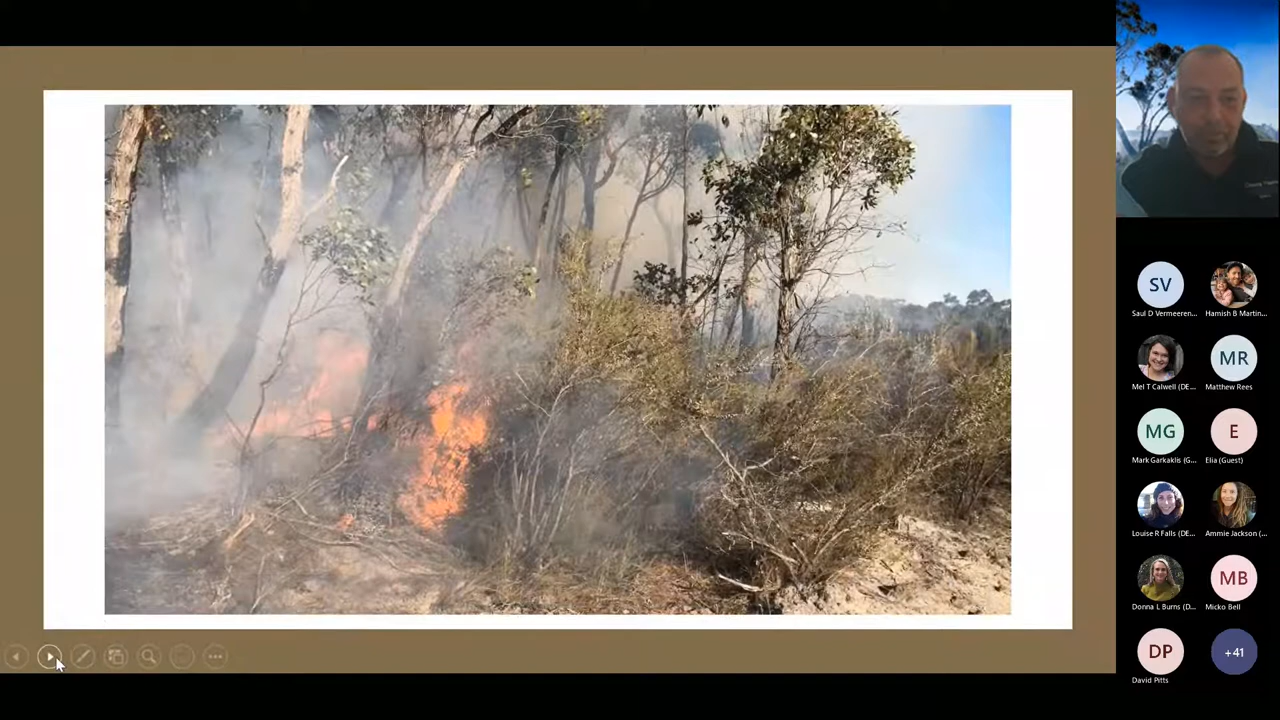 SV
Saul D Vermeeren...
Hamish B Martin...
MR
Mel T Calwell (DE...
Matthew Rees
MG
E
Mark Garkaklis (G...
Elia (Guest)
Louise R Falls (DE...
Ammie Jackson (...
MB
Donna L Burns (D...
Micko Bell
DP
+41
David Pitts